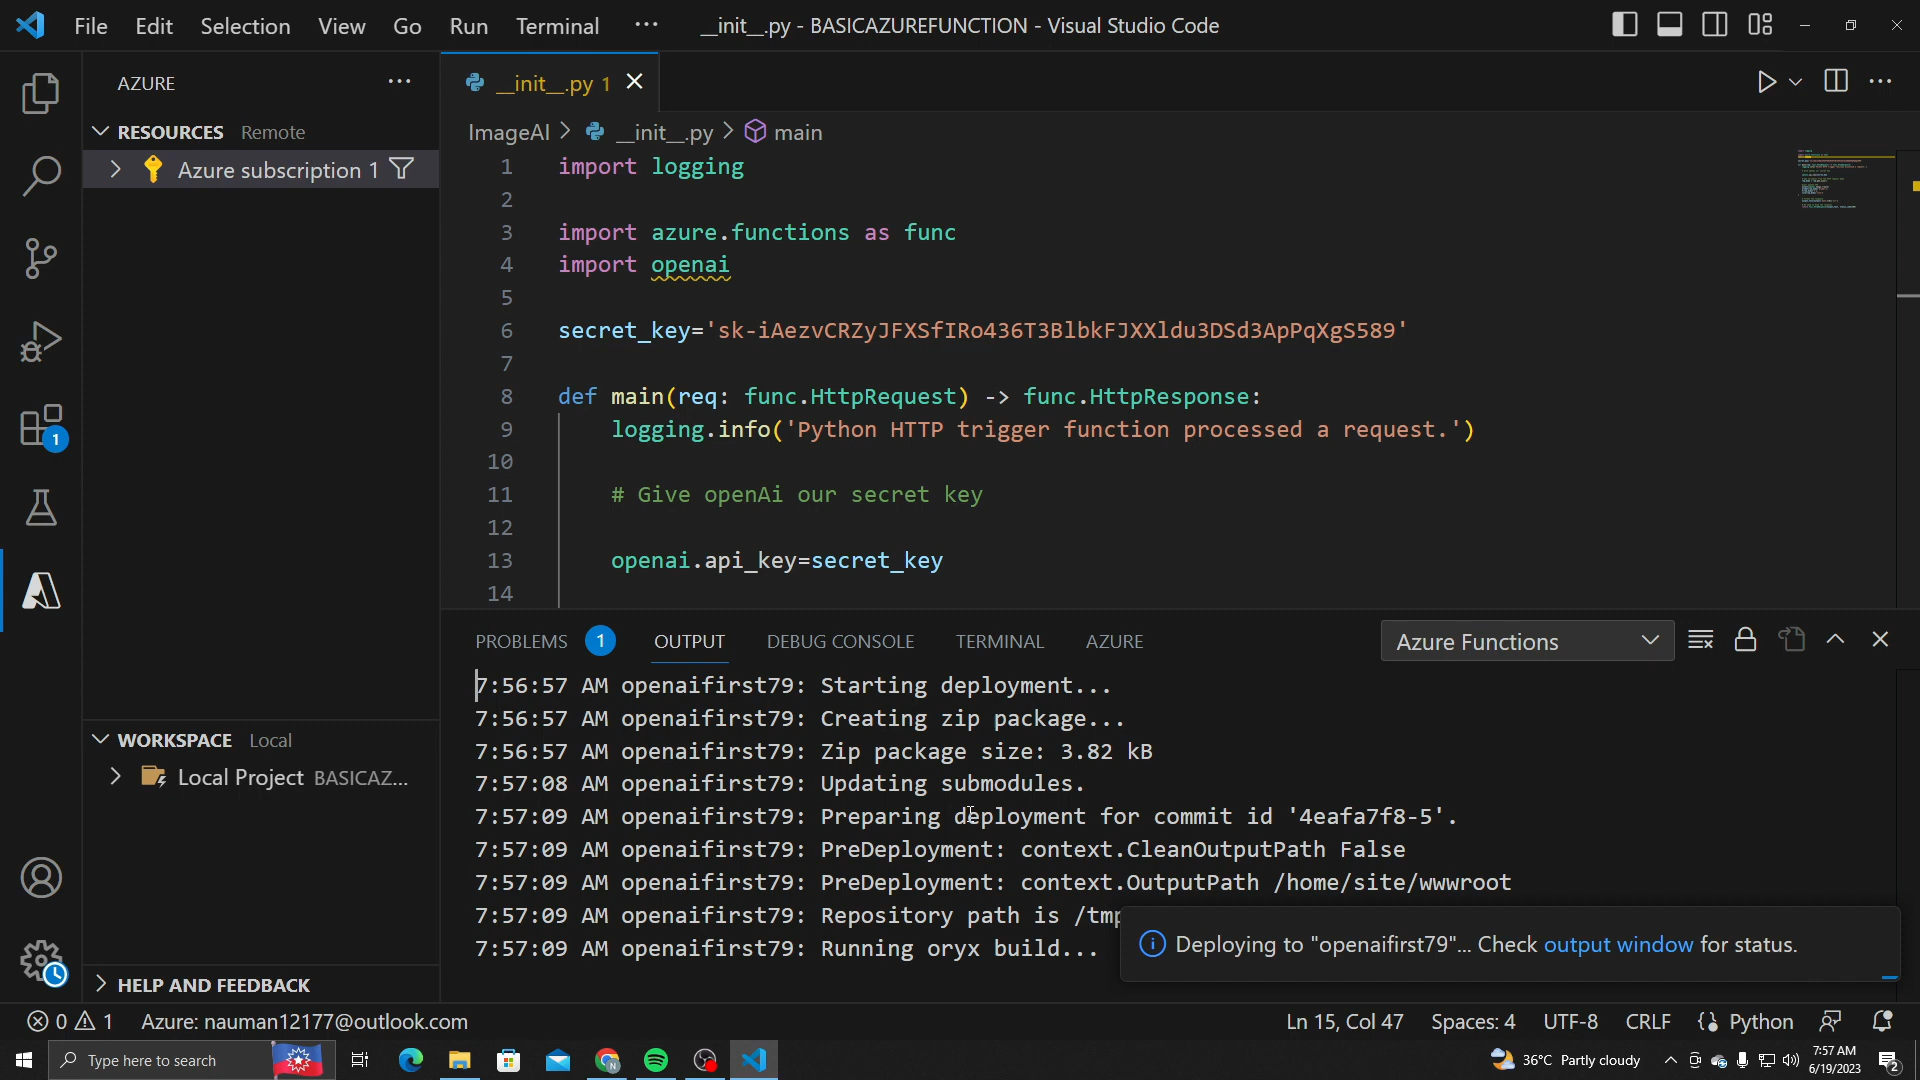 File Edit Selection View Go Run Terminal ··· __init__.py - BASICAZUREFUNCTION - Visual Studio Code
AZURE ···
RESOURCES Remote
Azure subscription 1
__init__.py 1
ImageAI > __init__.py > main
1 import logging
2
3 import azure.functions as func
4 import openai
5
6 secret_key='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'
7
8 def main(req: func.HttpRequest) -> func.HttpResponse:
9 logging.info('Python HTTP trigger function processed a request.')
10
11 # Give openAi our secret key
12
13 openai.api_key=secret_key
14
PROBLEMS 1 OUTPUT DEBUG CONSOLE TERMINAL AZURE Azure Functions
7:56:57 AM openaifirst79: Starting deployment...
7:56:57 AM openaifirst79: Creating zip package...
7:56:57 AM openaifirst79: Zip package size: 3.82 kB
7:57:08 AM openaifirst79: Updating submodules.
7:57:09 AM openaifirst79: Preparing deployment for commit id '4eafa7f8-5'.
7:57:09 AM openaifirst79: PreDeployment: context.CleanOutputPath False
7:57:09 AM openaifirst79: PreDeployment: context.OutputPath /home/site/wwwroot
7:57:09 AM openaifirst79: Repository path is /tmp
7:57:09 AM openaifirst79: Running oryx build...
Deploying to "openaifirst79"... Check output window for status.
WORKSPACE Local
Local Project BASICAZ...
HELP AND FEEDBACK
1
0 1 Azure: nauman12177@outlook.com Ln 15, Col 47 Spaces: 4 UTF-8 CRLF Python
Type here to search 36°C Partly cloudy 7:57 AM
6/19/2023
2